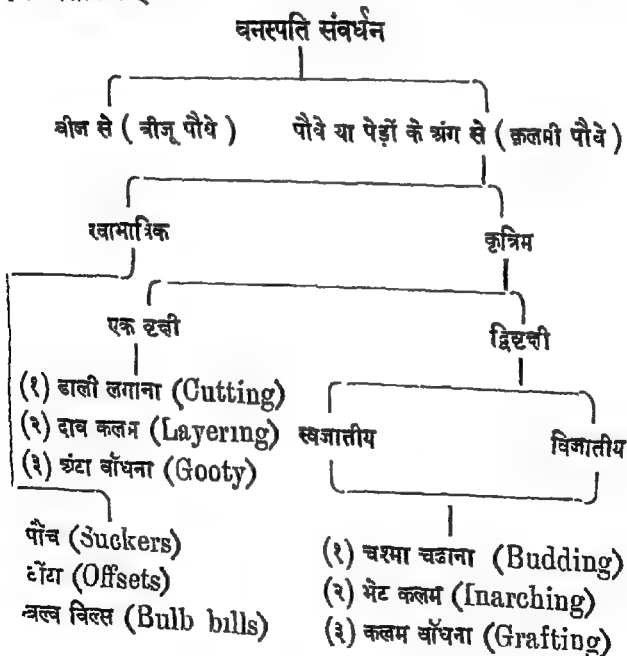 वनस्पति संवर्धन
बीज से ( बीजू पौधे ) पौधे या पेड़ों के अंग से ( क़लमी पौधे )
स्वाभाविक कृत्रिम
एक वृक्षी द्विवृक्षी
(१) डाली लगाना (Cutting)
(२) दाब कलम (Layering) स्वजातीय विजातीय
(३) अंटा बाँधना (Gooty)
पौंच (Suckers)
(Offsets)
बल्ब बिल्स (Bulb bills)
(१) चश्मा चढाना (Budding)
(२) भेट कलम (Inarching)
(३) कलम बाँधना (Grafting)